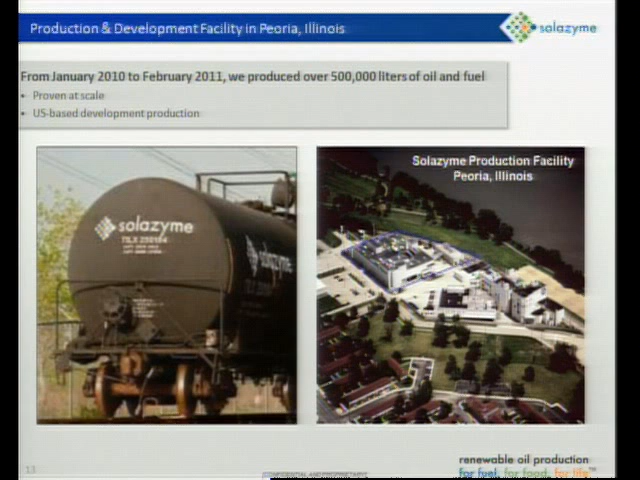 Production & Development Facility in Peoria, Illinois
solazyme
From January 2010 to February 2011, we produced over 500,000 liters of oil and fuel
• Proven at scale
• US-based development production
solazyme
solazyme
Solazyme Production Facility
Peoria, Illinois
13
renewable oil production
for fuel, for food, for life™